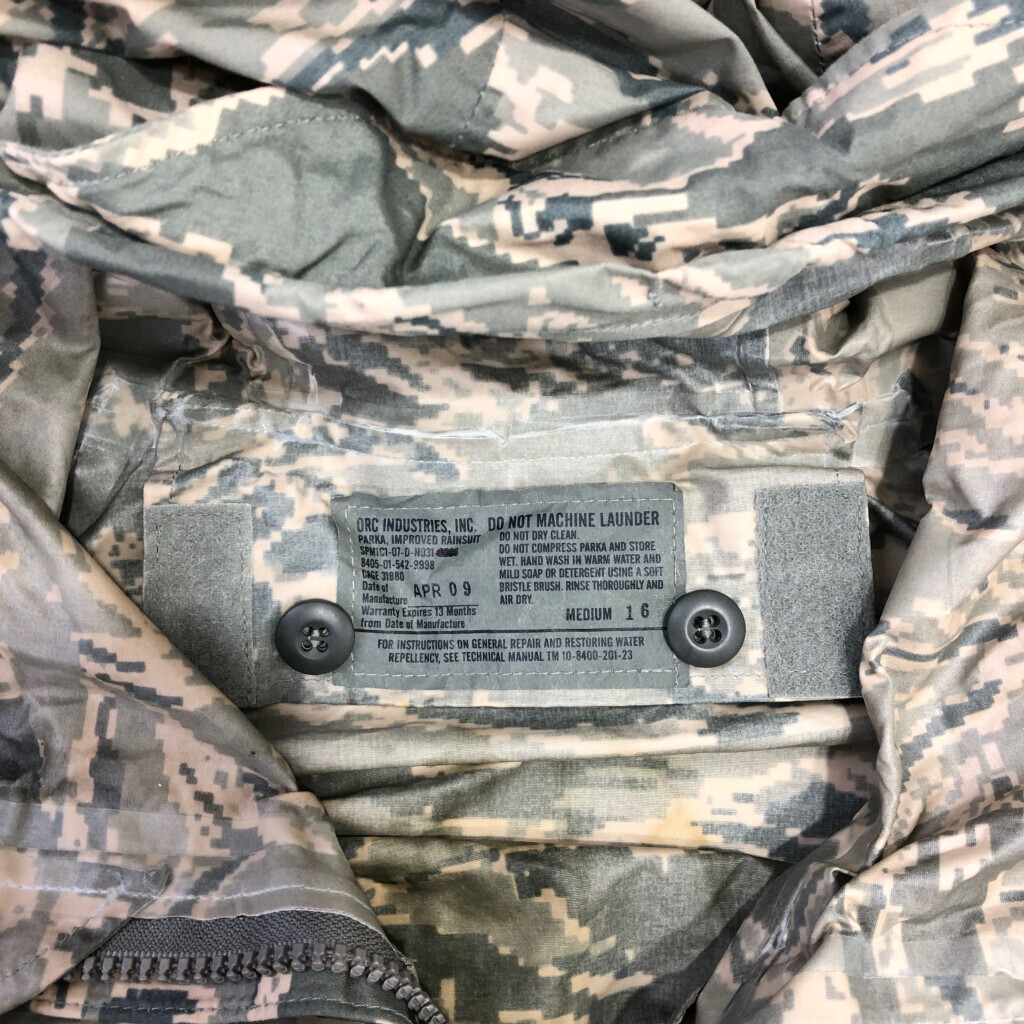 ORC INDUSTRIES, INC.
PARKA, IMPROVED RAINSUIT
SPM1C1-07-D-N031
8405-01-542-9998
CAGE 31880
Date of
Manufacture APR 09
Warranty Expires 13 Months
from Date of Manufacture
DO NOT MACHINE LAUNDER
DO NOT DRY CLEAN.
DO NOT COMPRESS PARKA AND STORE
WET. HAND WASH IN WARM WATER AND
MILD SOAP OR DETERGENT USING A SOFT
BRISTLE BRUSH. RINSE THOROUGHLY AND
AIR DRY.
MEDIUM 16
FOR INSTRUCTIONS ON GENERAL REPAIR AND RESTORING WATER
REPELLENCY, SEE TECHNICAL MANUAL TM 10-8400-201-23